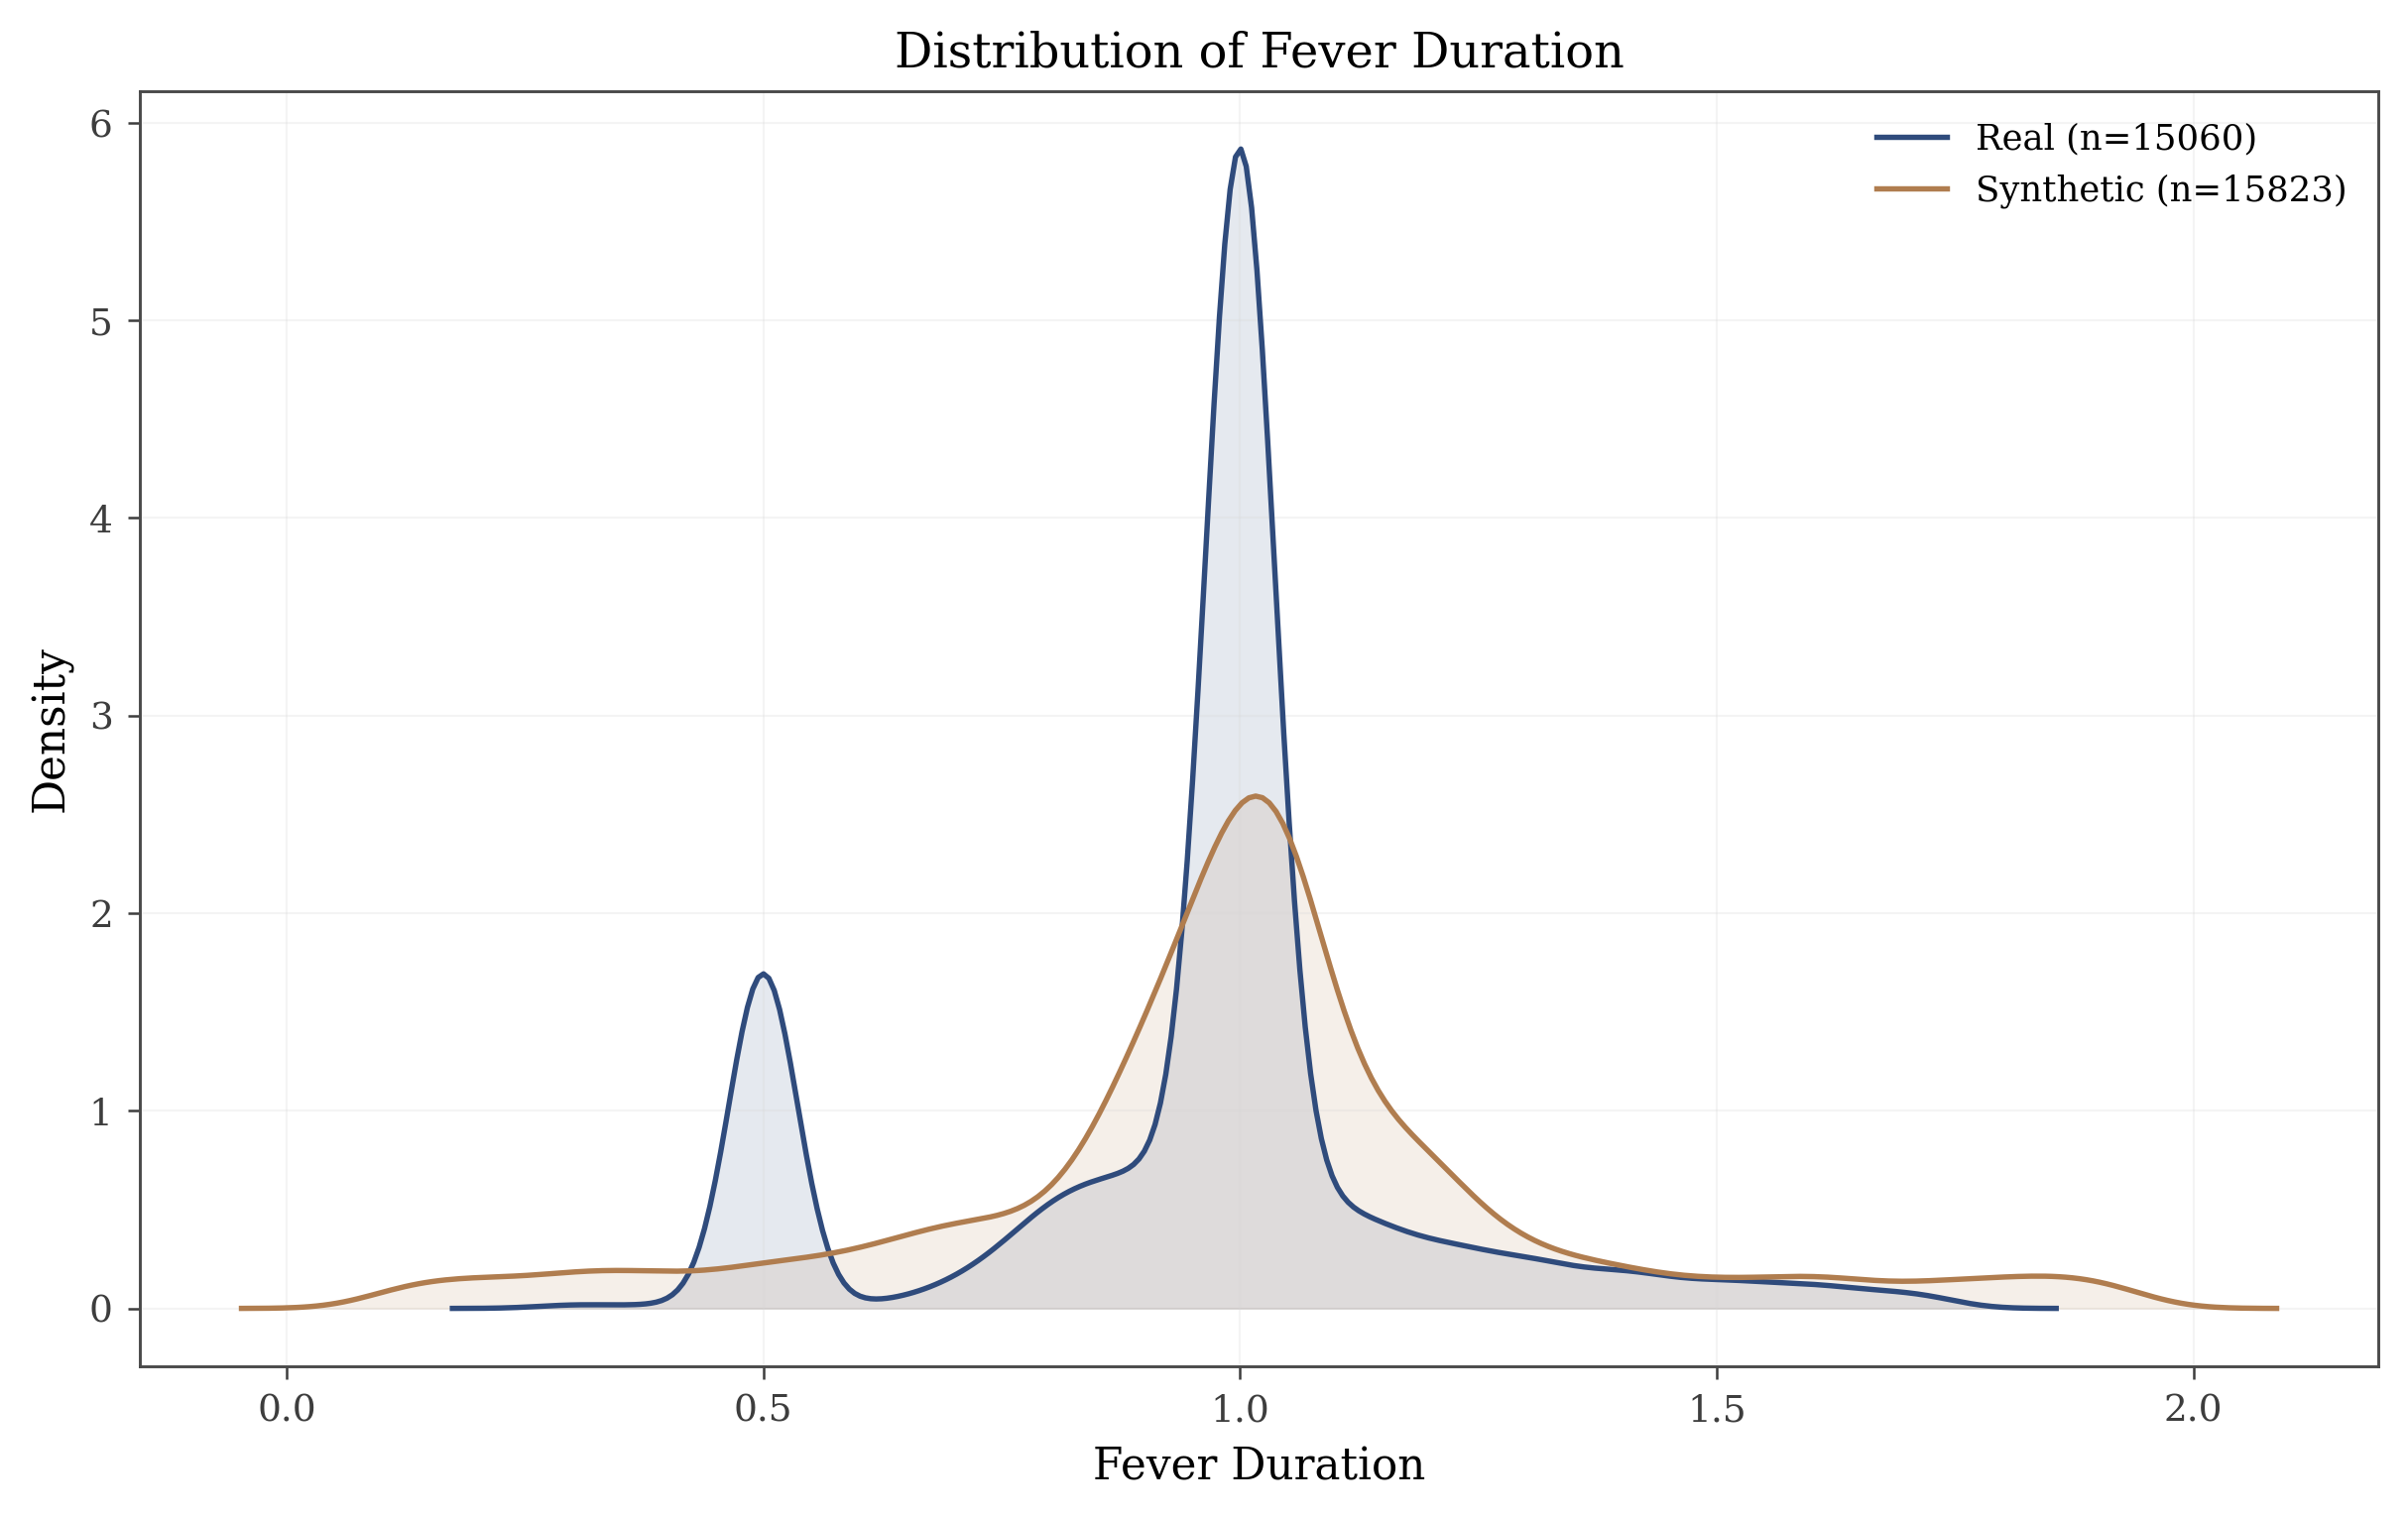 Distribution of Fever Duration
Real (n=15060)
Synthetic (n=15823)
Density
6
5
4
3
2
1
0
0.0 0.5 1.0 1.5 2.0
Fever Duration